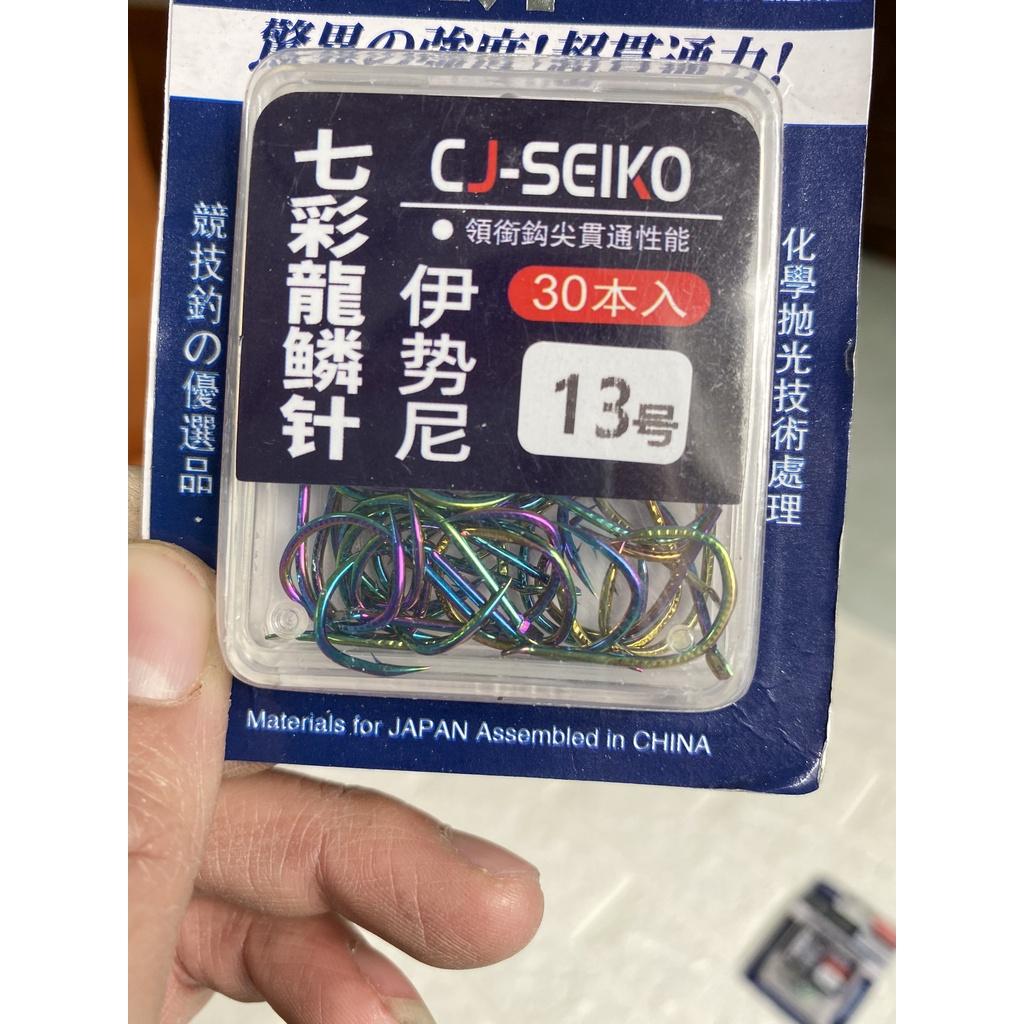 驚異の強度!超貫通力!
CJ-SEIKO
領銜鈎尖貫通性能
七彩龍鳞针
伊势尼
30本入
13号
競技釣の優選品
化學抛光技術處理
Materials for JAPAN Assembled in CHINA